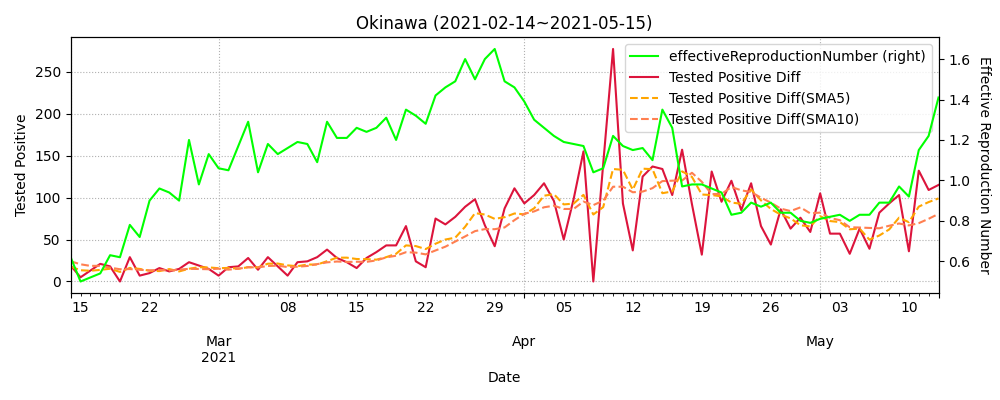 Okinawa (2021-02-14~2021-05-15)
effectiveReproductionNumber (right)
Tested Positive Diff
Tested Positive Diff(SMA5)
Tested Positive Diff(SMA10)
Tested Positive
250
200
150
100
50
0
1.6
1.4
1.2
1.0
0.8
0.6
Effective Reproduction Number
15 22 08 15 22 29 05 12 19 26 03 10
Mar Apr May
2021
Date